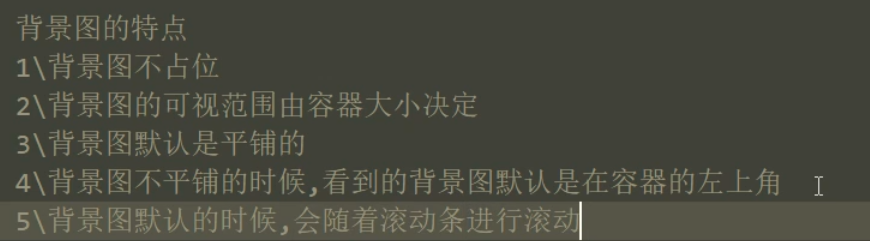 背景图的特点
1\背景图不占位
2\背景图的可视范围由容器大小决定
3\背景图默认是平铺的
4\背景图不平铺的时候,看到的背景图默认是在容器的左上角
5\背景图默认的时候,会随着滚动条进行滚动